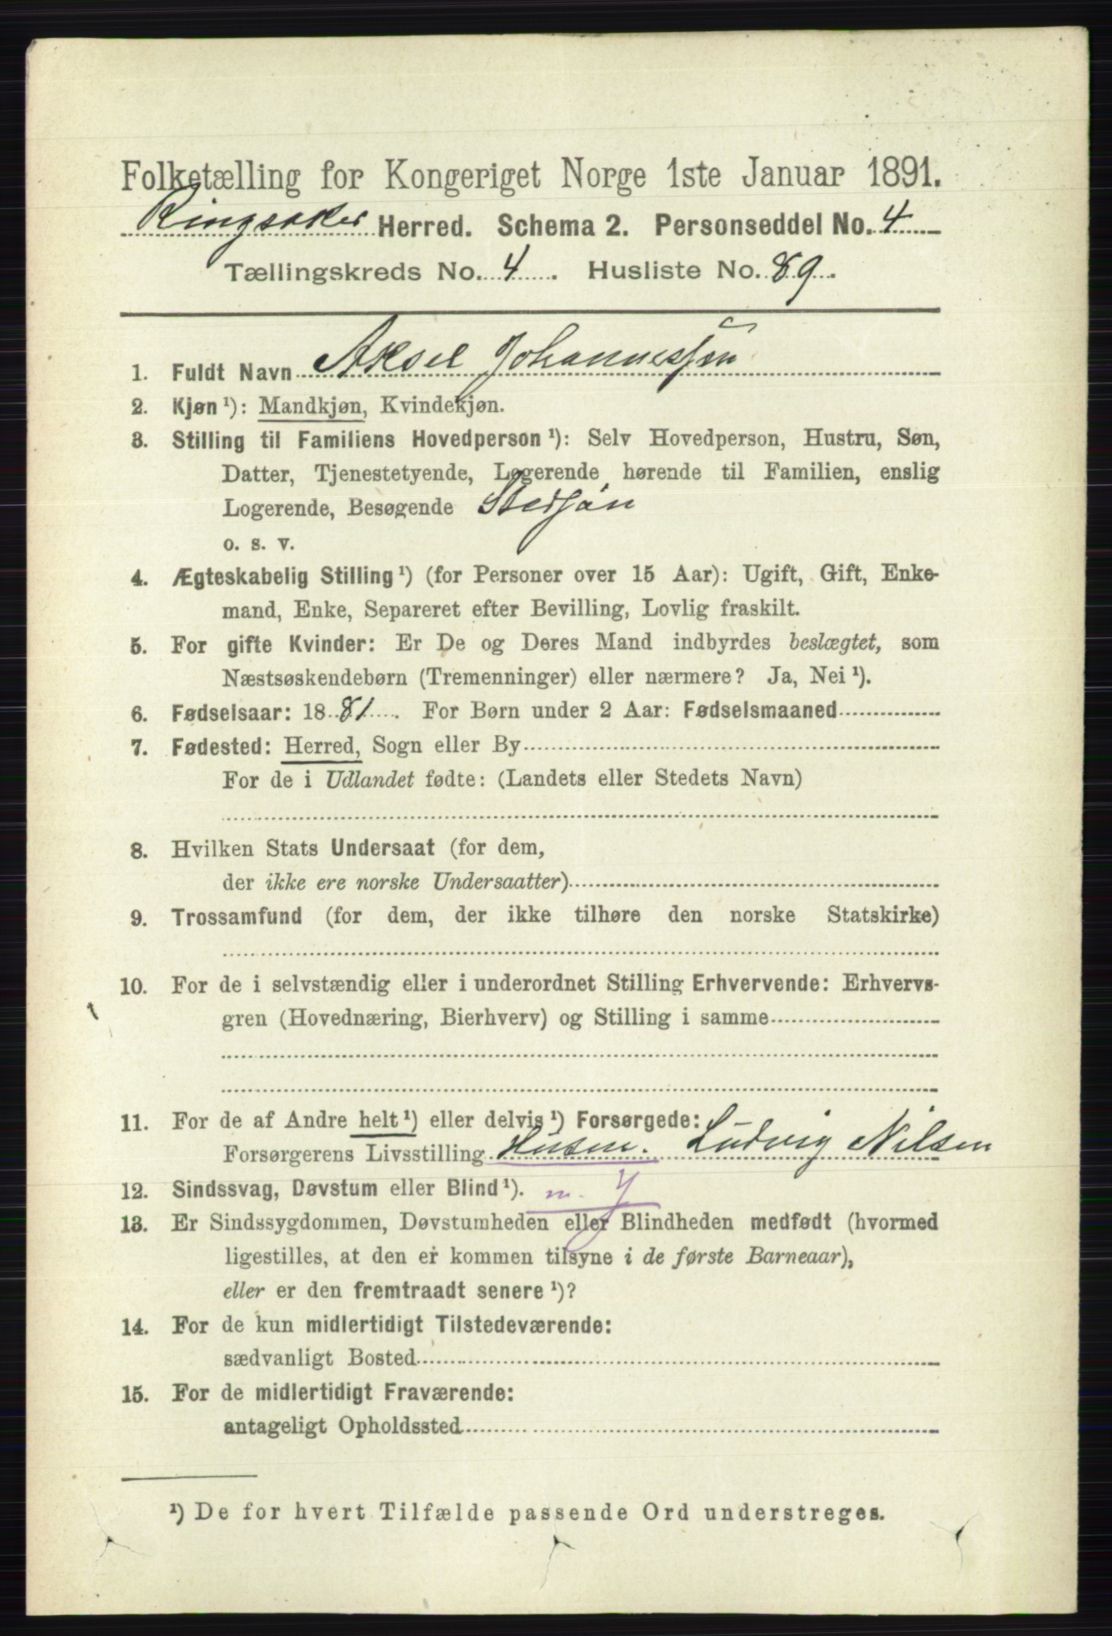 Folketælling for Kongeriget Norge 1ste Januar 1891.
Ringsaker Herred. Schema 2. Personseddel No. 4
Tællingskreds No. 4. Husliste No. 89.
1. Fuldt Navn Aksel Johannessen
2. Kjøn ¹): Mandkjøn, Kvindekjøn.
3. Stilling til Familiens Hovedperson ¹): Selv Hovedperson, Hustru, Søn,
Datter, Tjenestetyende, Logerende hørende til Familien, enslig
Logerende, Besøgende Stedsøn
o. s. v.
4. Ægteskabelig Stilling ¹) (for Personer over 15 Aar): Ugift, Gift, Enke-
mand, Enke, Separeret efter Bevilling, Lovlig fraskilt.
5. For gifte Kvinder: Er De og Deres Mand indbyrdes beslægtet, som
Næstsøskendebørn (Tremenninger) eller nærmere? Ja, Nei ¹).
6. Fødselsaar: 1881. For Børn under 2 Aar: Fødselsmaaned
7. Fødested: Herred, Sogn eller By
For de i Udlandet fødte: (Landets eller Stedets Navn)
8. Hvilken Stats Undersaat (for dem,
der ikke ere norske Undersaatter)
9. Trossamfund (for dem, der ikke tilhøre den norske Statskirke)
10. For de i selvstændig eller i underordnet Stilling Erhvervende: Erhvervs-
gren (Hovednæring, Bierhverv) og Stilling i samme
11. For de af Andre helt ¹) eller delvis ¹) Forsørgede:
Forsørgerens Livsstilling Husm. Ludvig Nilsen
12. Sindssvag, Døvstum eller Blind ¹). m. J
13. Er Sindssygdommen, Døvstumheden eller Blindheden medfødt (hvormed
ligestilles, at den er kommen tilsyne i de første Barneaar),
eller er den fremtraadt senere ¹)?
14. For de kun midlertidigt Tilstedeværende:
sædvanligt Bosted
15. For de midlertidigt Fraværende:
antageligt Opholdssted
¹) De for hvert Tilfælde passende Ord understreges.